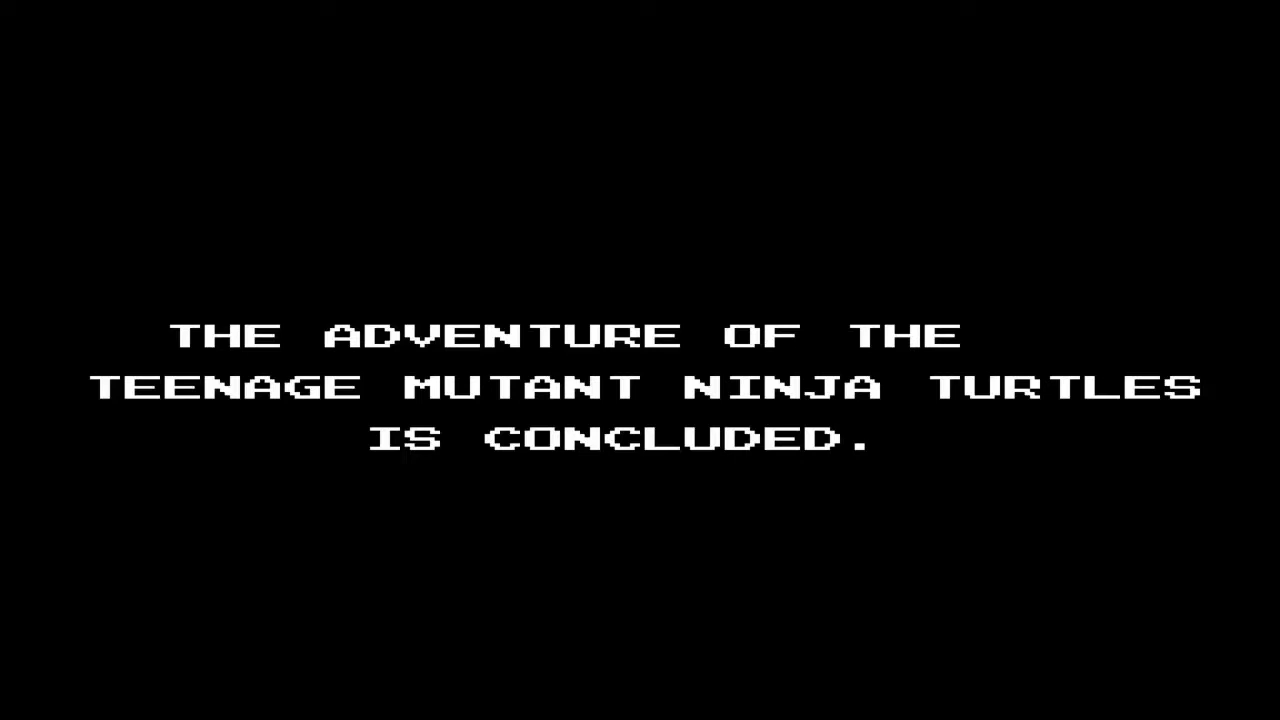 THE ADVENTURE OF THE
TEENAGE MUTANT NINJA TURTLES
IS CONCLUDED.